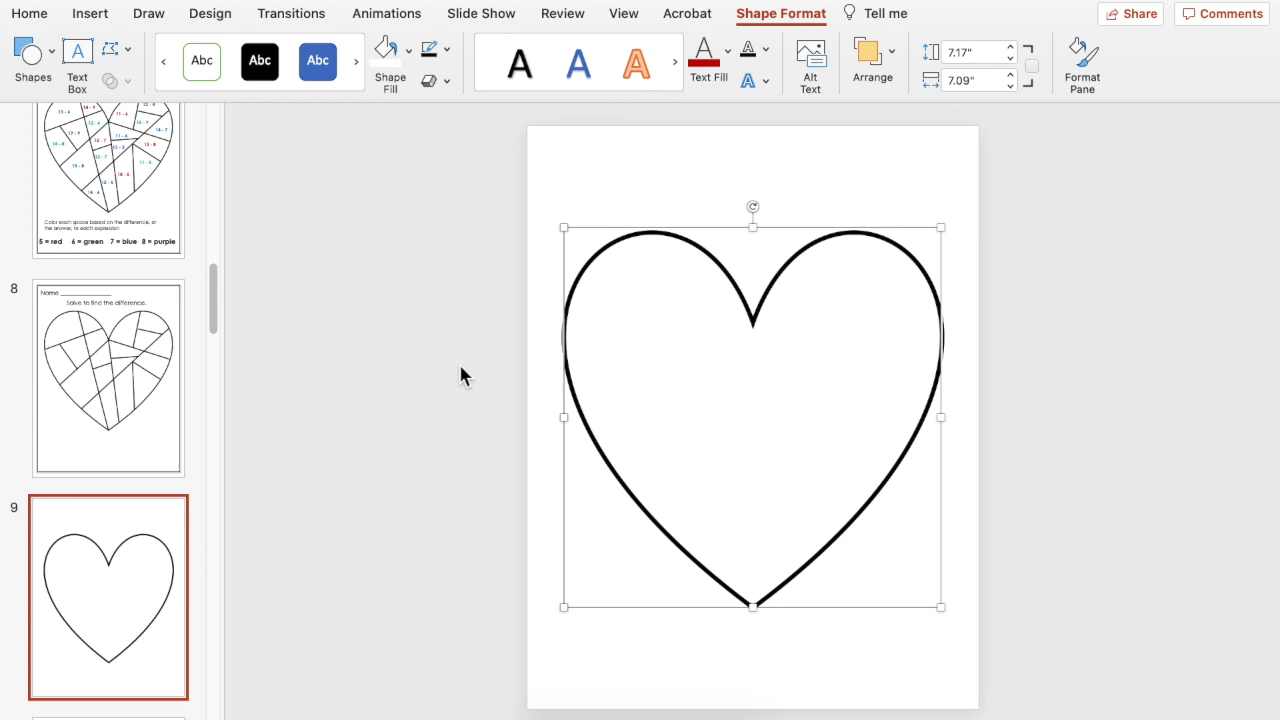 Home Insert Draw Design Transitions Animations Slide Show Review View Acrobat Shape Format Tell me Share Comments
Abc Abc Abc
A A A
7.17"
7.09"
Shapes Text Box Shape Fill Text Fill Alt Text Arrange Format Pane
Color each space based on the difference, or
the answer, to each expression
5 = red 6 = green 7 = blue 8 = purple
8
Name
Solve to find the difference.
9